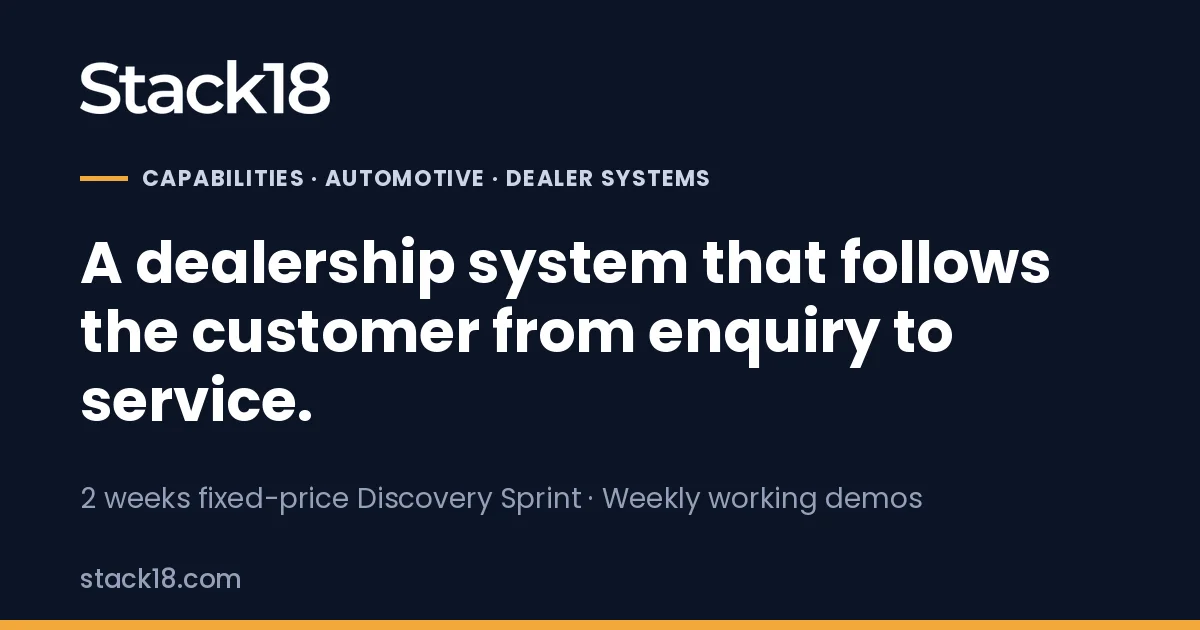 Stack18
CAPABILITIES · AUTOMOTIVE · DEALER SYSTEMS
A dealership system that follows
the customer from enquiry to
service.
2 weeks fixed-price Discovery Sprint · Weekly working demos
stack18.com